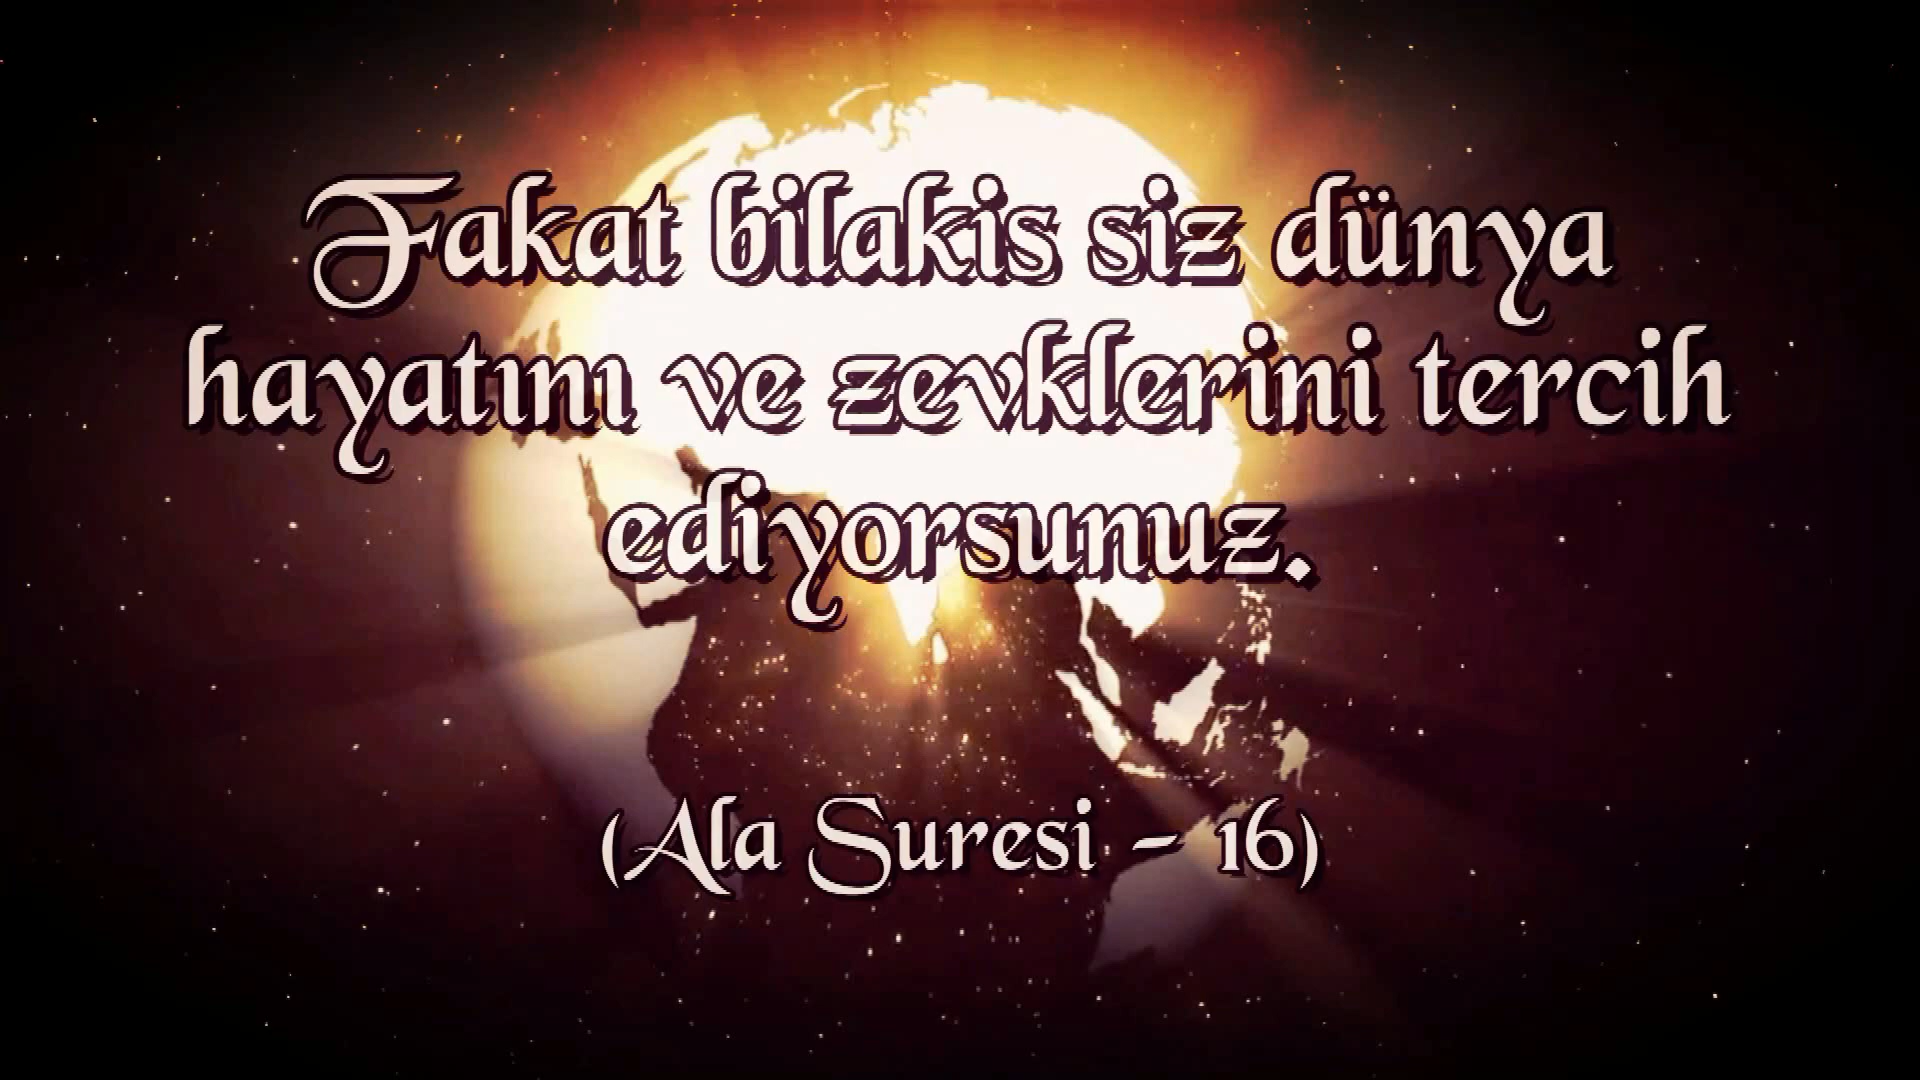 Fakat bilakis siz dünya
hayatını ve zevklerini tercih
ediyorsunuz.
(Ala Suresi - 16)